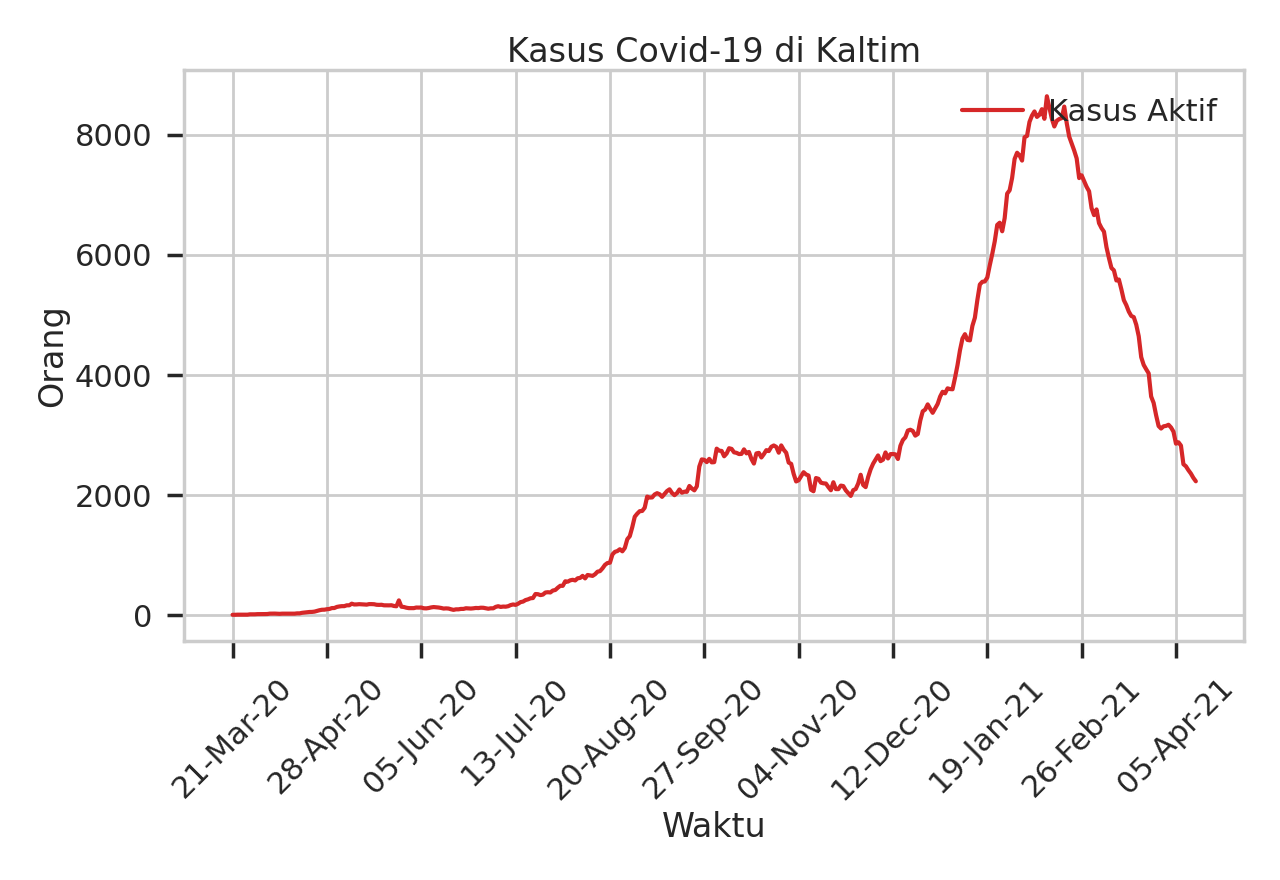 Kasus Covid-19 di Kaltim
Kasus Aktif
8000
6000
4000
2000
0
Orang
21-Mar-20
28-Apr-20
05-Jun-20
13-Jul-20
20-Aug-20
27-Sep-20
04-Nov-20
12-Dec-20
19-Jan-21
26-Feb-21
05-Apr-21
Waktu